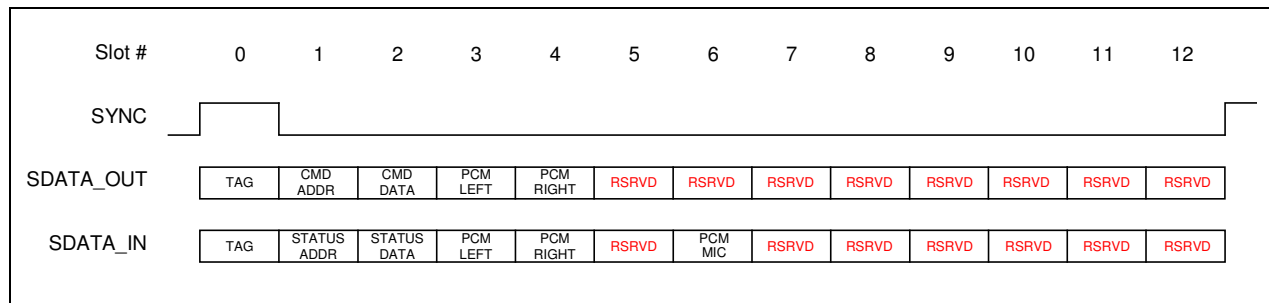 Slot # 0 1 2 3 4 5 6 7 8 9 10 11 12
SYNC
SDATA_OUT TAG CMD ADDR CMD DATA PCM LEFT PCM RIGHT RSRVD RSRVD RSRVD RSRVD RSRVD RSRVD RSRVD RSRVD
SDATA_IN TAG STATUS ADDR STATUS DATA PCM LEFT PCM RIGHT RSRVD PCM MIC RSRVD RSRVD RSRVD RSRVD RSRVD RSRVD